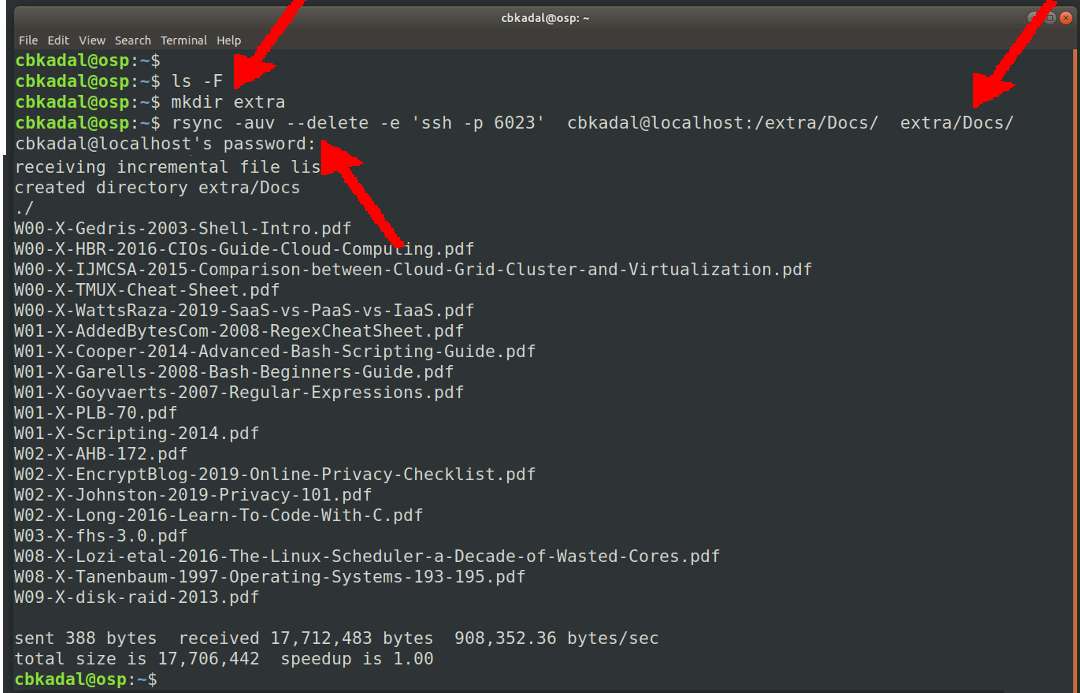 cbkadal@osp: ~
File Edit View Search Terminal Help
cbkadal@osp:~$
cbkadal@osp:~$ ls -F
cbkadal@osp:~$ mkdir extra
cbkadal@osp:~$ rsync -auv --delete -e 'ssh -p 6023'  cbkadal@localhost:/extra/Docs/  extra/Docs/
cbkadal@localhost's password:
receiving incremental file lis
created directory extra/Docs
./
W00-X-Gedris-2003-Shell-Intro.pdf
W00-X-HBR-2016-CIOs-Guide-Cloud-Computing.pdf
W00-X-IJMCSA-2015-Comparison-between-Cloud-Grid-Cluster-and-Virtualization.pdf
W00-X-TMUX-Cheat-Sheet.pdf
W00-X-WattsRaza-2019-SaaS-vs-PaaS-vs-IaaS.pdf
W01-X-AddedBytesCom-2008-RegexCheatSheet.pdf
W01-X-Cooper-2014-Advanced-Bash-Scripting-Guide.pdf
W01-X-Garells-2008-Bash-Beginners-Guide.pdf
W01-X-Goyvaerts-2007-Regular-Expressions.pdf
W01-X-PLB-70.pdf
W01-X-Scripting-2014.pdf
W02-X-AHB-172.pdf
W02-X-EncryptBlog-2019-Online-Privacy-Checklist.pdf
W02-X-Johnston-2019-Privacy-101.pdf
W02-X-Long-2016-Learn-To-Code-With-C.pdf
W03-X-fhs-3.0.pdf
W08-X-Lozi-etal-2016-The-Linux-Scheduler-a-Decade-of-Wasted-Cores.pdf
W08-X-Tanenbaum-1997-Operating-Systems-193-195.pdf
W09-X-disk-raid-2013.pdf
sent 388 bytes  received 17,712,483 bytes  908,352.36 bytes/sec
total size is 17,706,442  speedup is 1.00
cbkadal@osp:~$